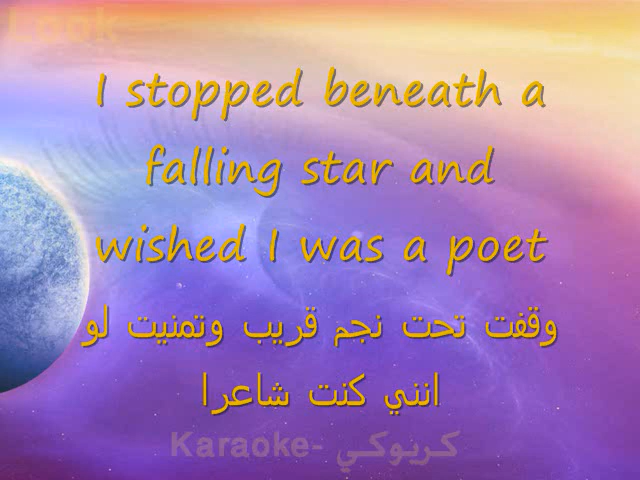 Look
I stopped beneath a
falling star and
wished I was a poet
وقفت تحت نجم قريب وتمنيت لو
انني كنت شاعرا
Karaoke- كريوكي